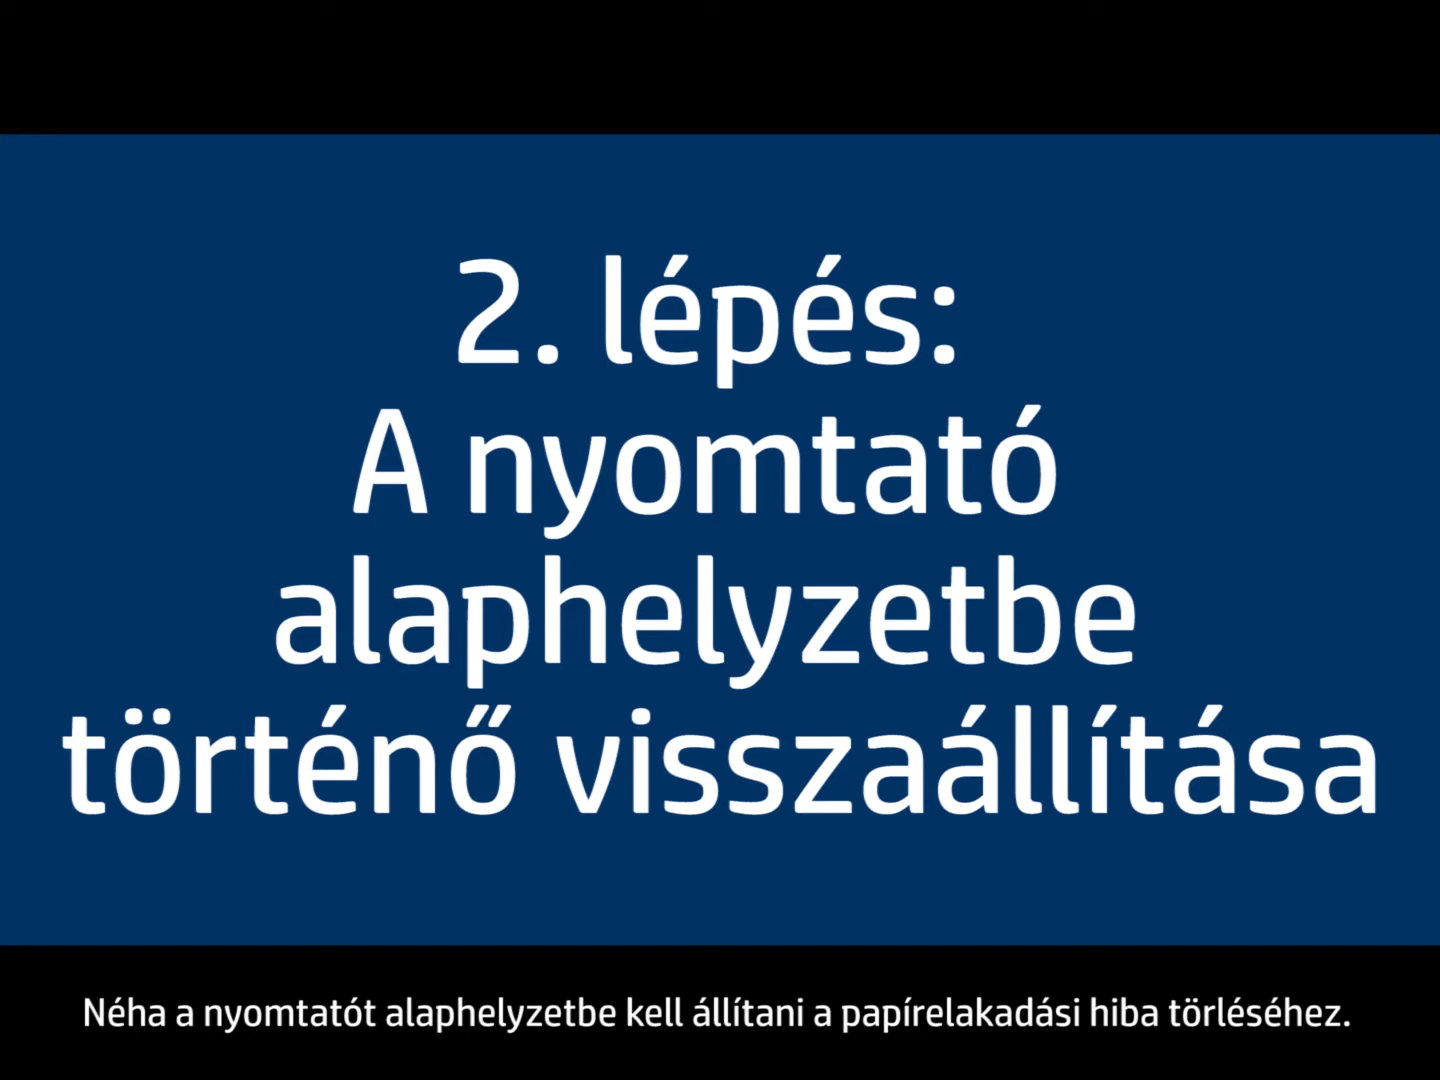 2. lépés:
A nyomtató
alaphelyzetbe
történő visszaállítása
Néha a nyomtatót alaphelyzetbe kell állítani a papírelakadási hiba törléséhez.